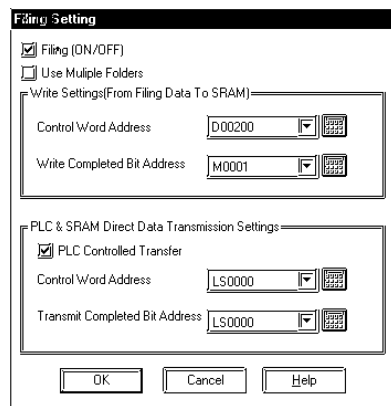 Filing Setting
Filing (ON/OFF)
Use Muliple Folders
Write Settings(From Filing Data To SRAM)
Control Word Address D00200
Write Completed Bit Address M0001
PLC & SRAM Direct Data Transmission Settings
PLC Controlled Transfer
Control Word Address LS0000
Transmit Completed Bit Address LS0000
OK Cancel Help